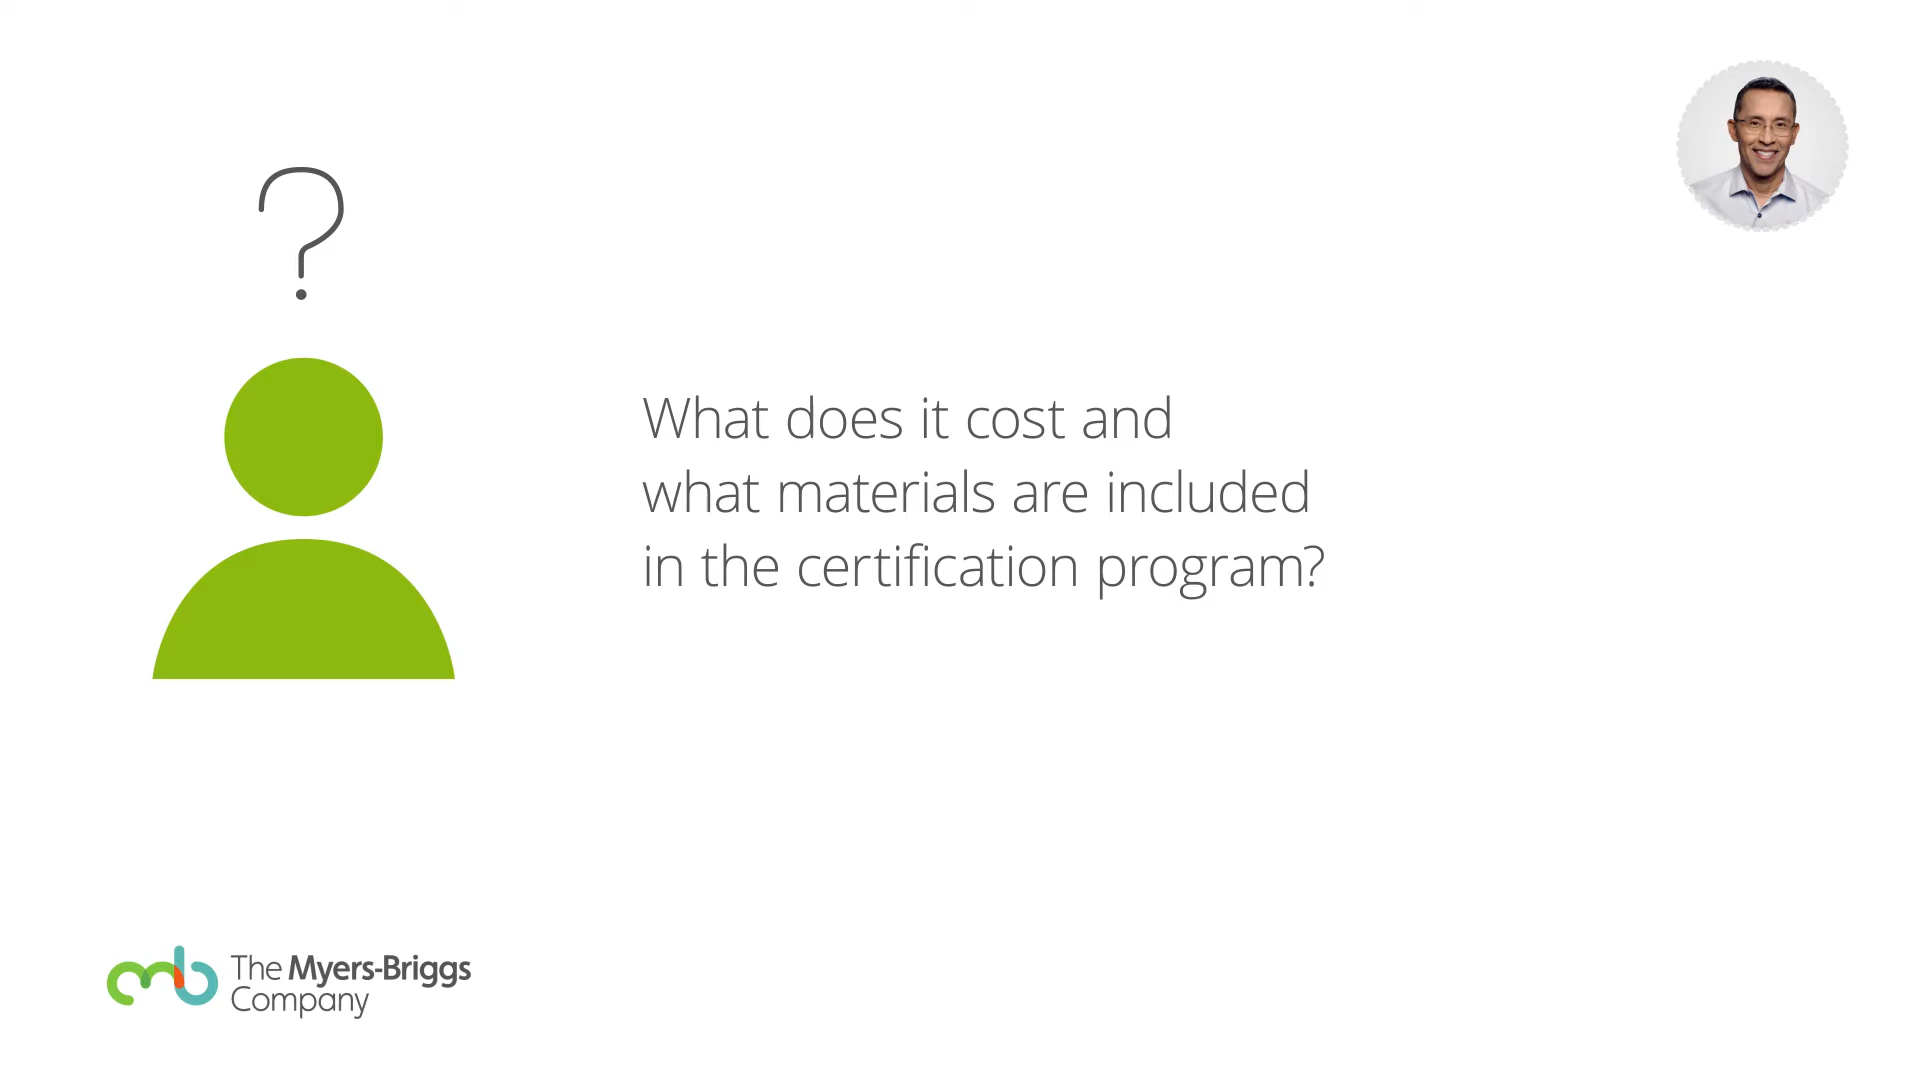 ?
What does it cost and
what materials are included
in the certification program?
The Myers-Briggs
Company